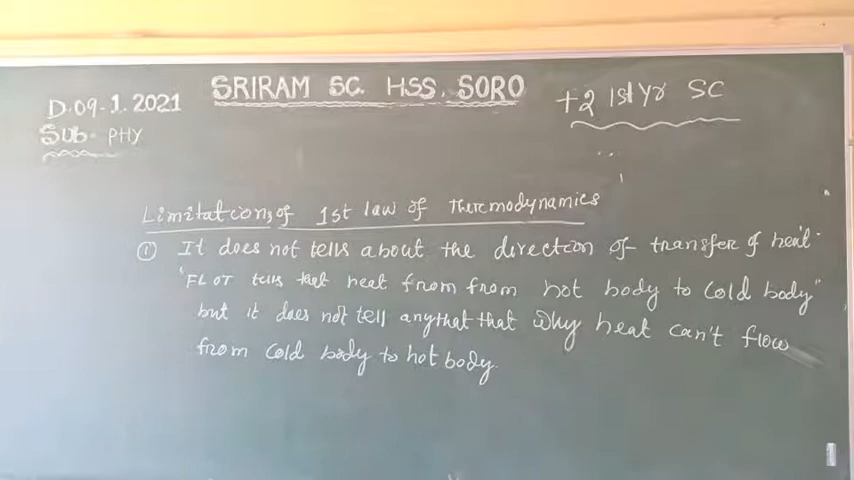 SRIRAM SC. HSS. SORO
D.09-1.2021
+2 1st Yr SC
Sub- PHY
Limitations of 1st law of Thermodynamics
① It does not tells about the direction of transfer of heat.
"FLOT tells that heat from from hot body to cold body"
but it does not tell anythat that why heat can't flow
from cold body to hot body.